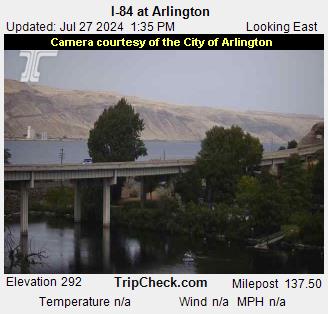 I-84 at Arlington
Updated: Jul 27 2024 1:35 PM Looking East
Camera courtesy of the City of Arlington
Elevation 292 TripCheck.com Milepost 137.50
Temperature n/a Wind n/a MPH n/a